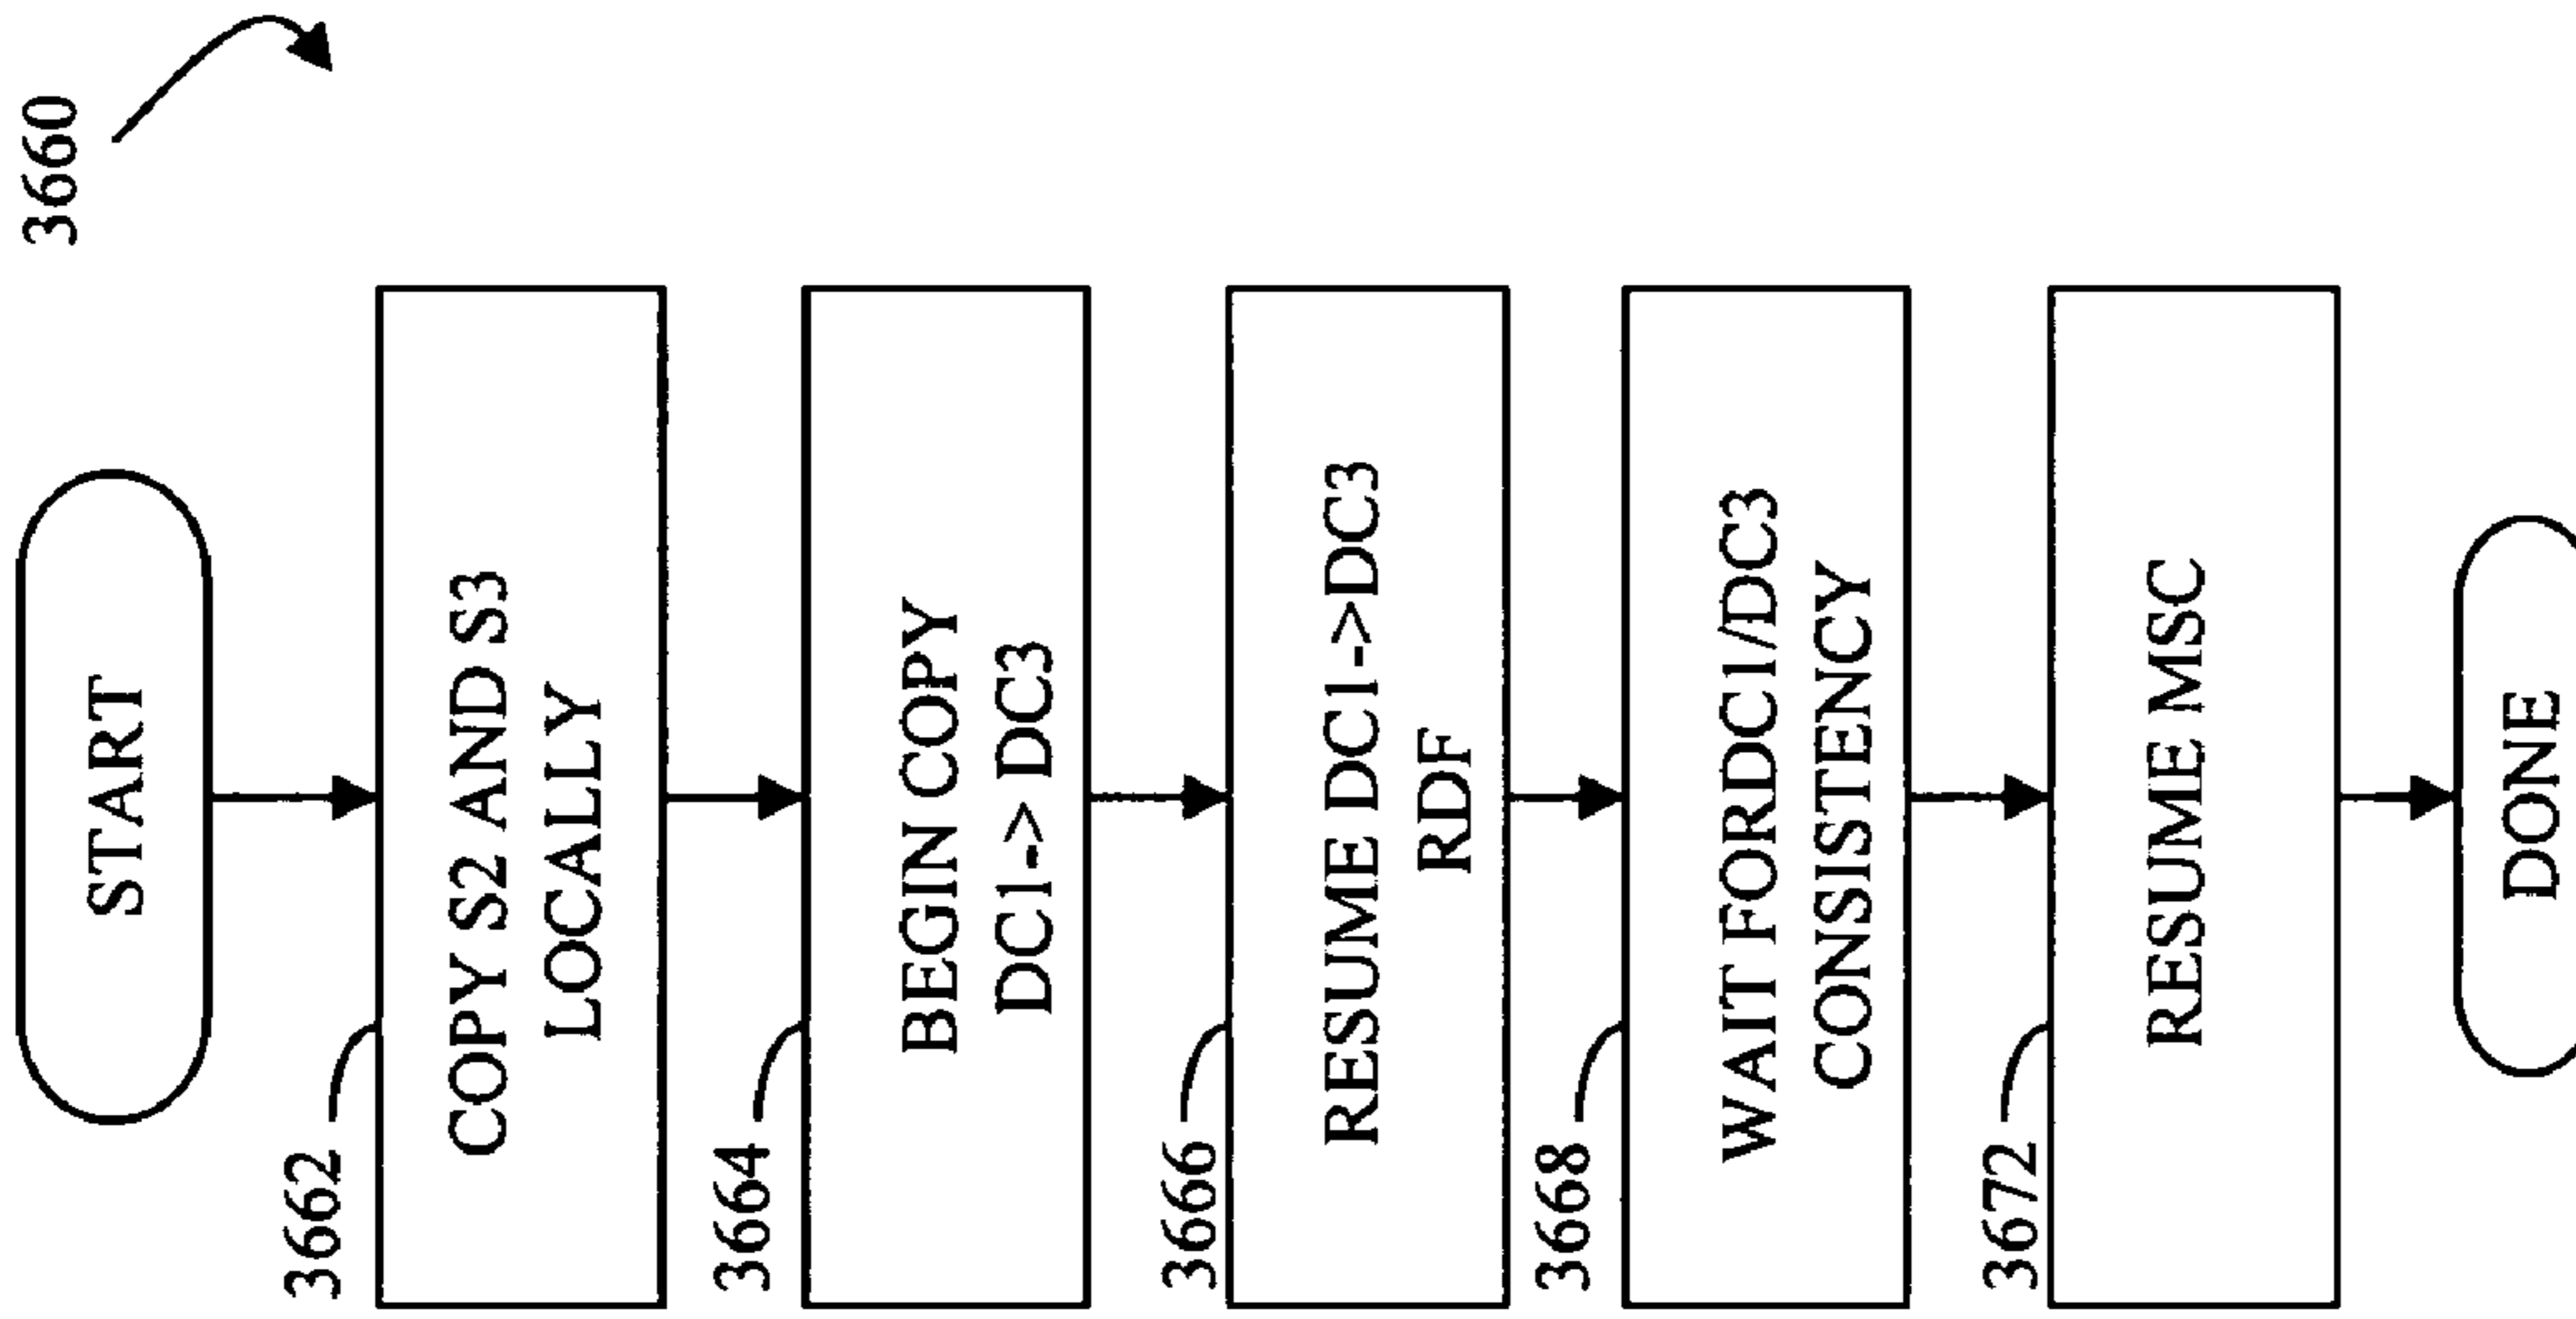 3660
START
3662
COPY S2 AND S3
LOCALLY
3664
BEGIN COPY
DC1-> DC3
3666
RESUME DC1->DC3
RDF
3668
WAIT FORDC1/DC3
CONSISTENCY
3672
RESUME MSC
DONE